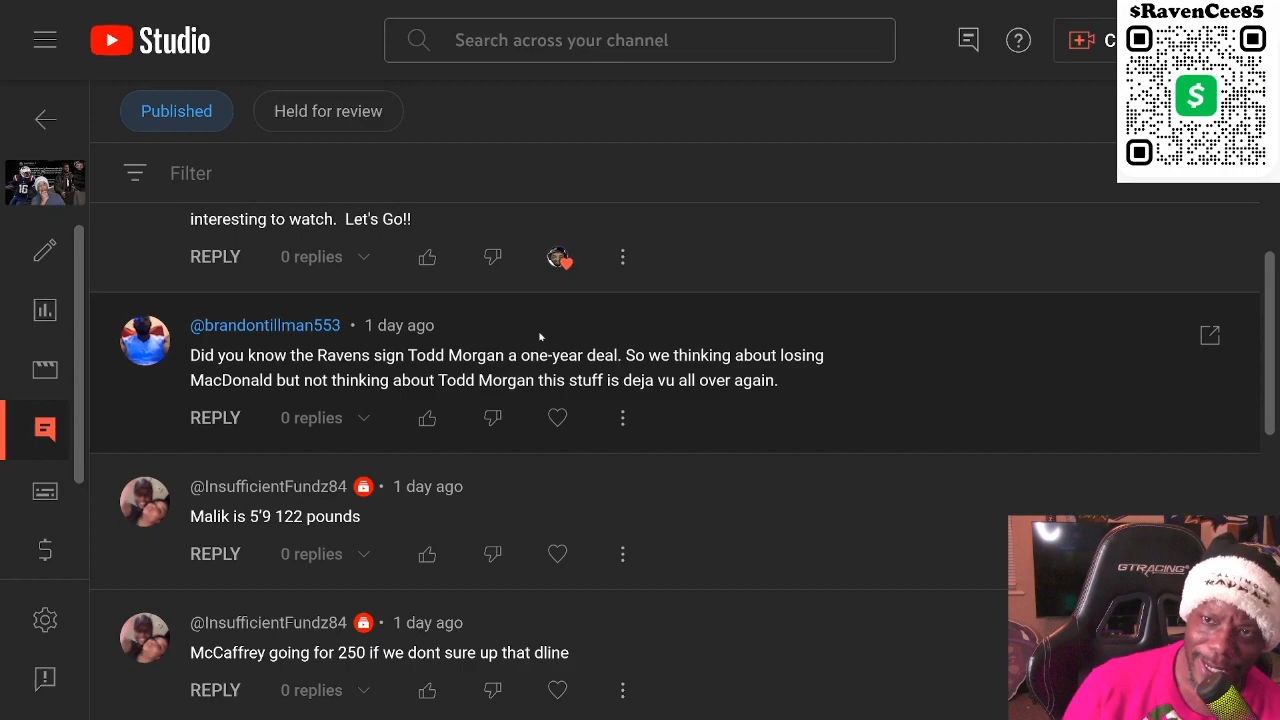 $RavenCee85
Studio
Search across your channel
C
Published
Held for review
Filter
interesting to watch. Let's Go!!
REPLY 0 replies
@brandontillman553 • 1 day ago
Did you know the Ravens sign Todd Morgan a one-year deal. So we thinking about losing
MacDonald but not thinking about Todd Morgan this stuff is deja vu all over again.
REPLY 0 replies
@InsufficientFundz84 • 1 day ago
Malik is 5'9 122 pounds
REPLY 0 replies
@InsufficientFundz84 • 1 day ago
McCaffrey going for 250 if we dont sure up that dline
REPLY 0 replies
GTRACING
BALTIMORE
RAVENS